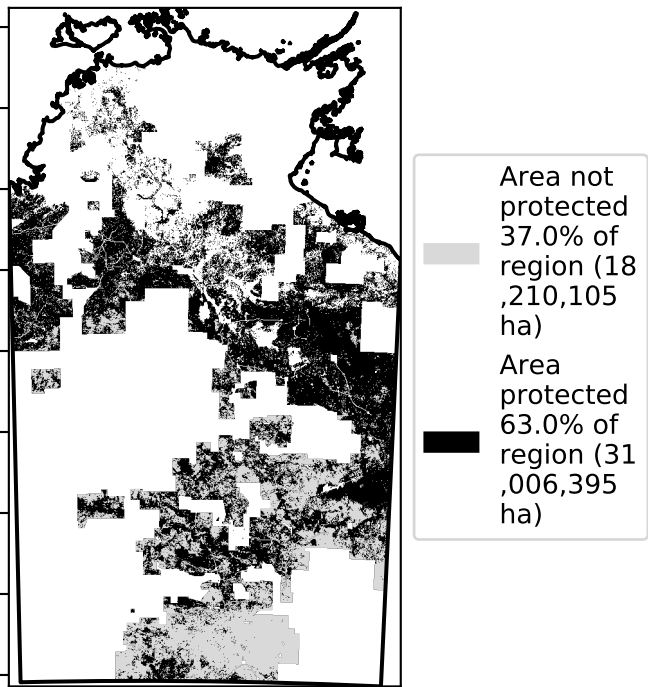 Area not
protected
37.0% of
region (18
,210,105
ha)
Area
protected
63.0% of
region (31
,006,395
ha)